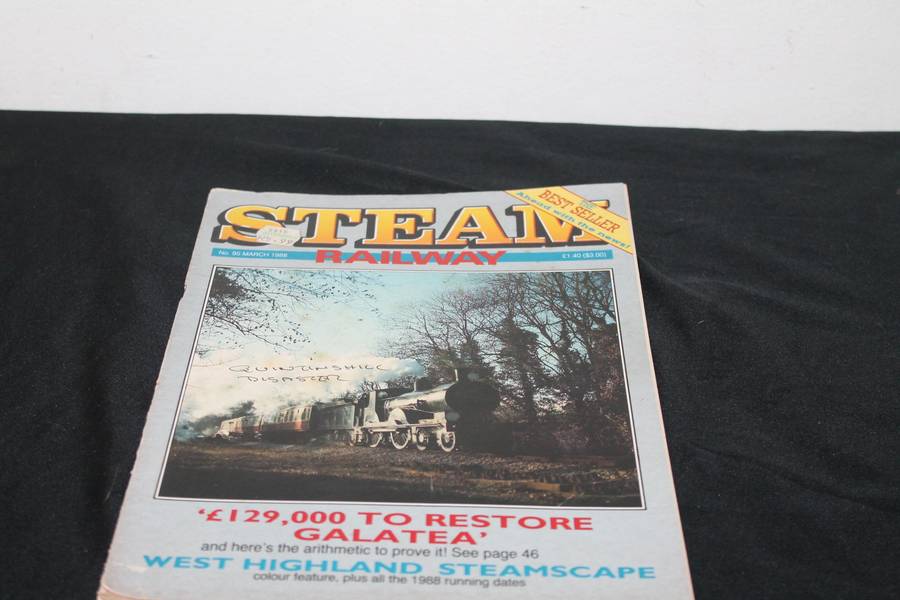 THE
BEST SELLER
Ahead with the news!
STEAM
RAILWAY
No. 95 MARCH 1988
£1.40 ($3.00)
QUINTINSHILL
DISASTER
'£129,000 TO RESTORE
GALATEA'
and here's the arithmetic to prove it! See page 46
WEST HIGHLAND STEAMSCAPE
colour feature, plus all the 1988 running dates